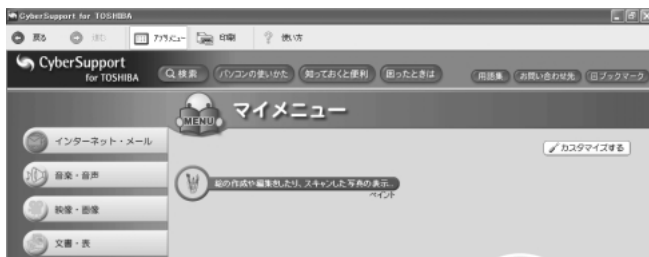 CyberSupport for TOSHIBA
戻る 進む アプリメニュー 印刷 使い方
CyberSupport
for TOSHIBA
検索 パソコンの使いかた 知っておくと便利 困ったときは 用語集 お問い合わせ先 ブックマーク
MENU マイメニュー
インターネット・メール
カスタマイズする
音楽・音声
絵の作成や編集をしたり、スキャンした写真の表示...
ペイント
映像・画像
文書・表